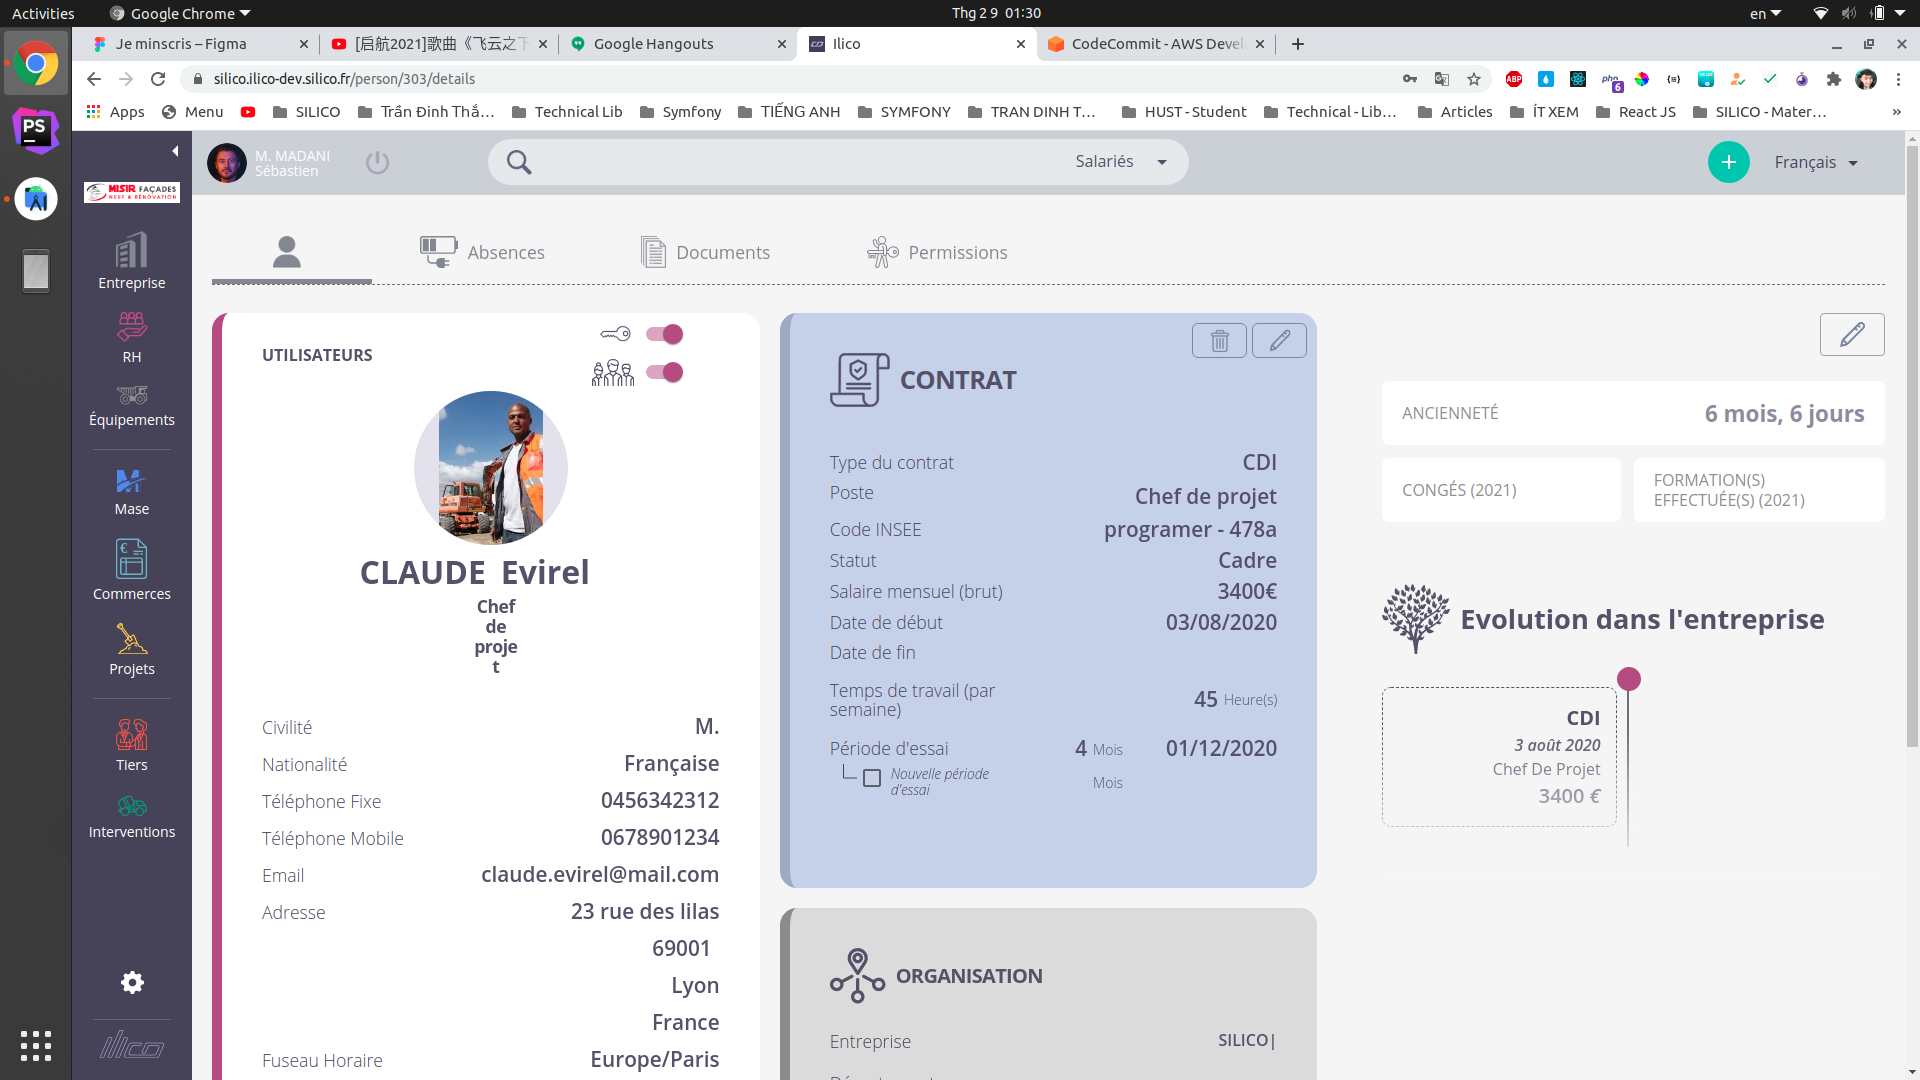 Activities
Google Chrome
Thg 2 9 01:30
en
Je minscris – Figma
[启航2021]歌曲《飞云之下
Google Hangouts
Ilico
CodeCommit - AWS Devel
silico.ilico-dev.silico.fr/person/303/details
ABP
php
6
Apps
Menu
SILICO
Trần Đinh Thắ...
Technical Lib
Symfony
TIẾNG ANH
SYMFONY
TRAN DINH T...
HUST - Student
Technical - Lib...
Articles
ÍT XEM
React JS
SILICO - Mater...
»
PS
MISIR FAÇADES
NEUF & RÉNOVATION
M. MADANI
Sébastien
Salariés
Français
Entreprise
RH
Équipements
Mase
Commerces
Projets
Tiers
Interventions
ilico
Absences
Documents
Permissions
UTILISATEURS
CLAUDE Evirel
Chef
de
proje
t
Civilité M.
Nationalité Française
Téléphone Fixe 0456342312
Téléphone Mobile 0678901234
Email claude.evirel@mail.com
Adresse 23 rue des lilas
69001
Lyon
France
Fuseau Horaire Europe/Paris
CONTRAT
Type du contrat CDI
Poste Chef de projet
Code INSEE programer - 478a
Statut Cadre
Salaire mensuel (brut) 3400€
Date de début 03/08/2020
Date de fin
Temps de travail (par
semaine) 45 Heure(s)
Période d'essai 4 Mois 01/12/2020
Nouvelle période
d'essai Mois
ORGANISATION
Entreprise SILICO|
ANCIENNETÉ 6 mois, 6 jours
CONGÉS (2021)
FORMATION(S)
EFFECTUÉE(S) (2021)
Evolution dans l'entreprise
CDI
3 août 2020
Chef De Projet
3400 €